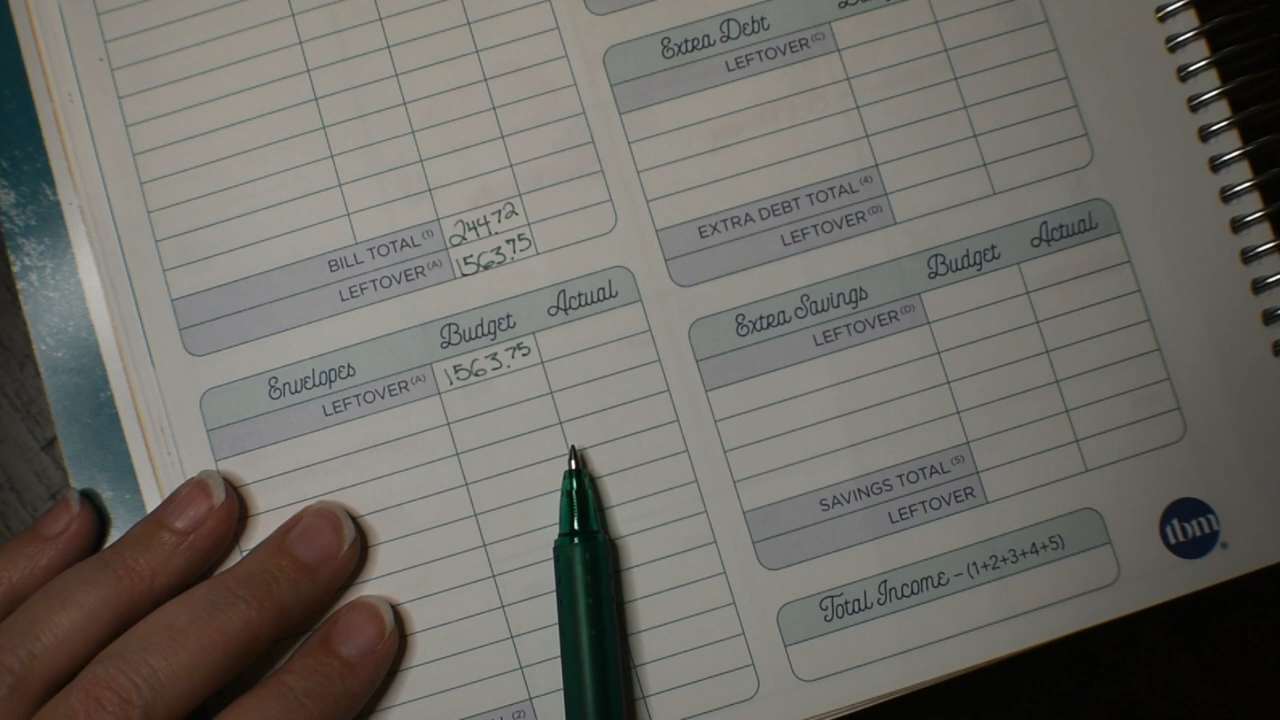 BILL TOTAL (1) 244.72
LEFTOVER (A) 1563.75
Envelopes Budget Actual
LEFTOVER (A) 1563.75
(2)
Extra Debt
LEFTOVER (C)
EXTRA DEBT TOTAL (4)
LEFTOVER (D)
Extra Savings Budget Actual
LEFTOVER (D)
SAVINGS TOTAL (5)
LEFTOVER
Total Income - (1+2+3+4+5)
tbm